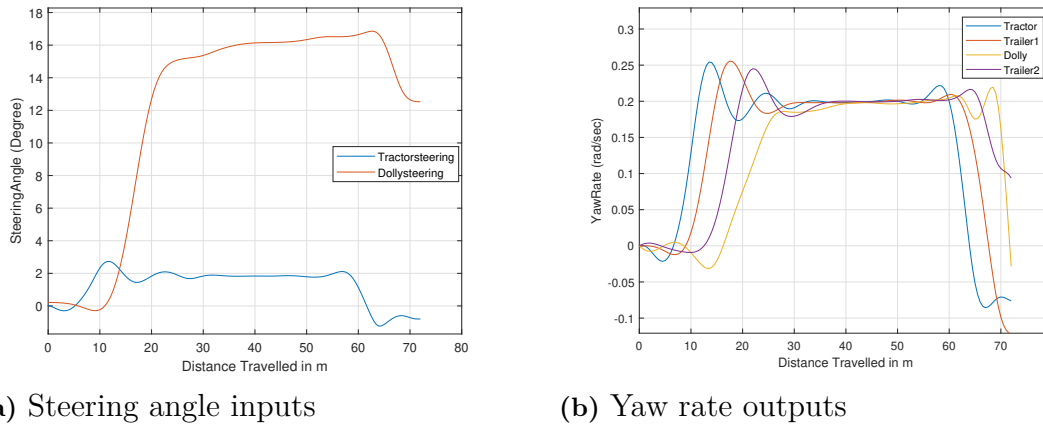 18
16
14
12
10
8
6
4
2
0
SteeringAngle (Degree)
Tractorsteering
Dollysteering
0 10 20 30 40 50 60 70 80
Distance Travelled in m
0.3
0.25
0.2
0.15
0.1
0.05
0
-0.05
-0.1
YawRate (rad/sec)
Tractor
Trailer1
Dolly
Trailer2
0 10 20 30 40 50 60 70
Distance Travelled in m
) Steering angle inputs
(b) Yaw rate outputs